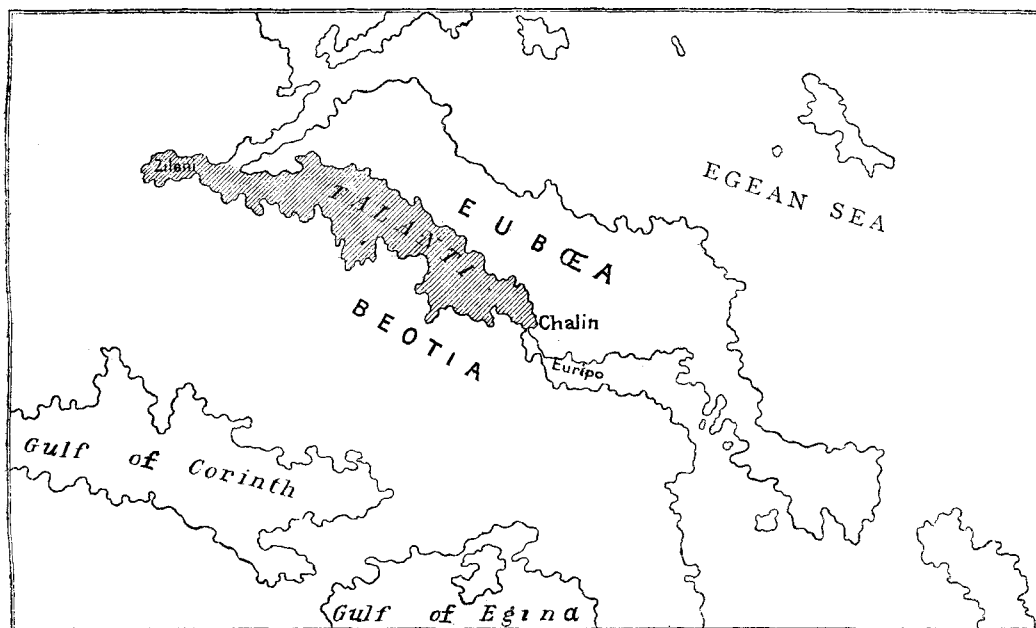 Zilani
TALANTI
EGEAN SEA
EUBŒA
BEOTIA
Chalin
Euripo
Gulf of Corinth
Gulf of Egina